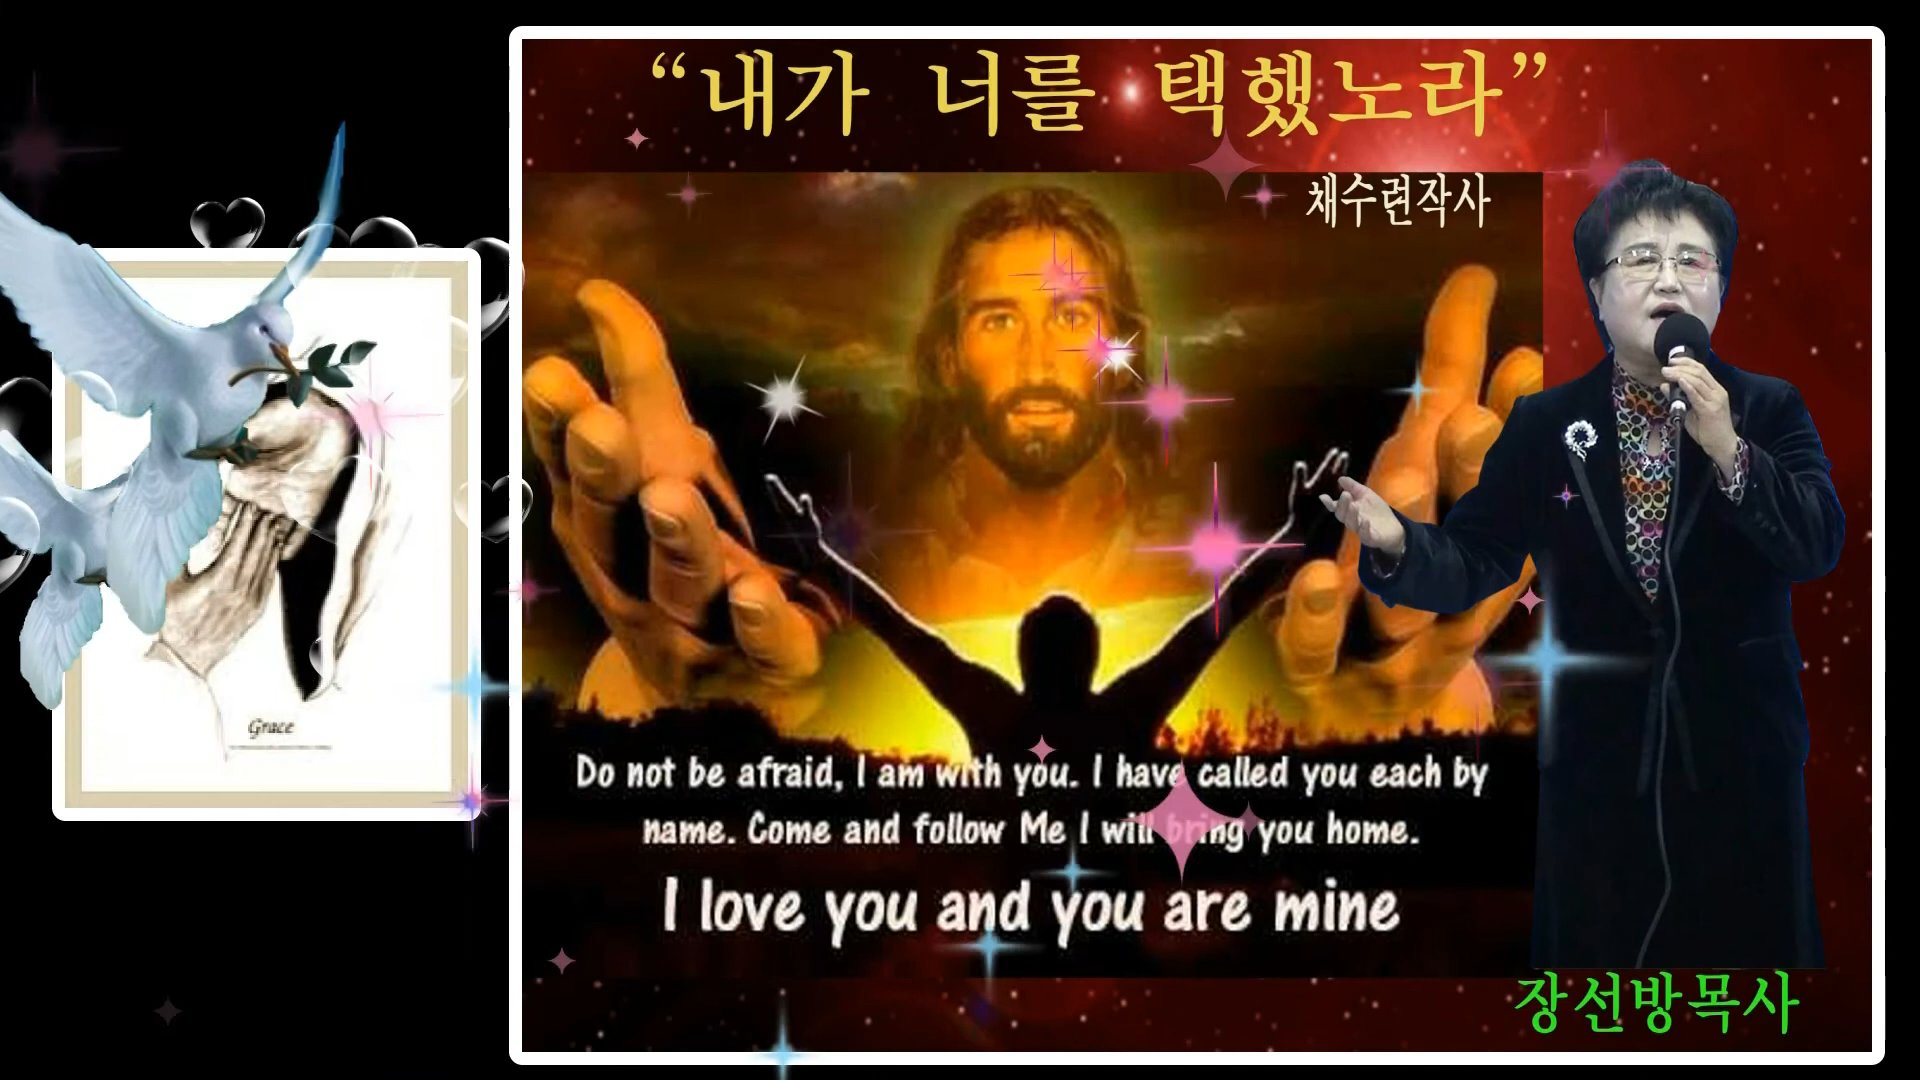 “내가 너를 택했노라”
채수련작사
Do not be afraid, I am with you. I have called you each by
name. Come and follow Me I will bring you home.
I love you and you are mine
Grace
장선방목사